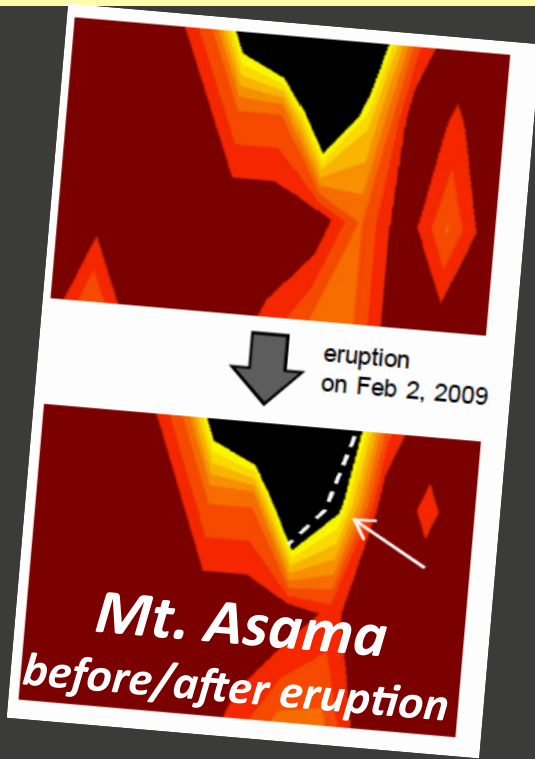 eruption
on Feb 2, 2009
Mt. Asama
before/after eruption